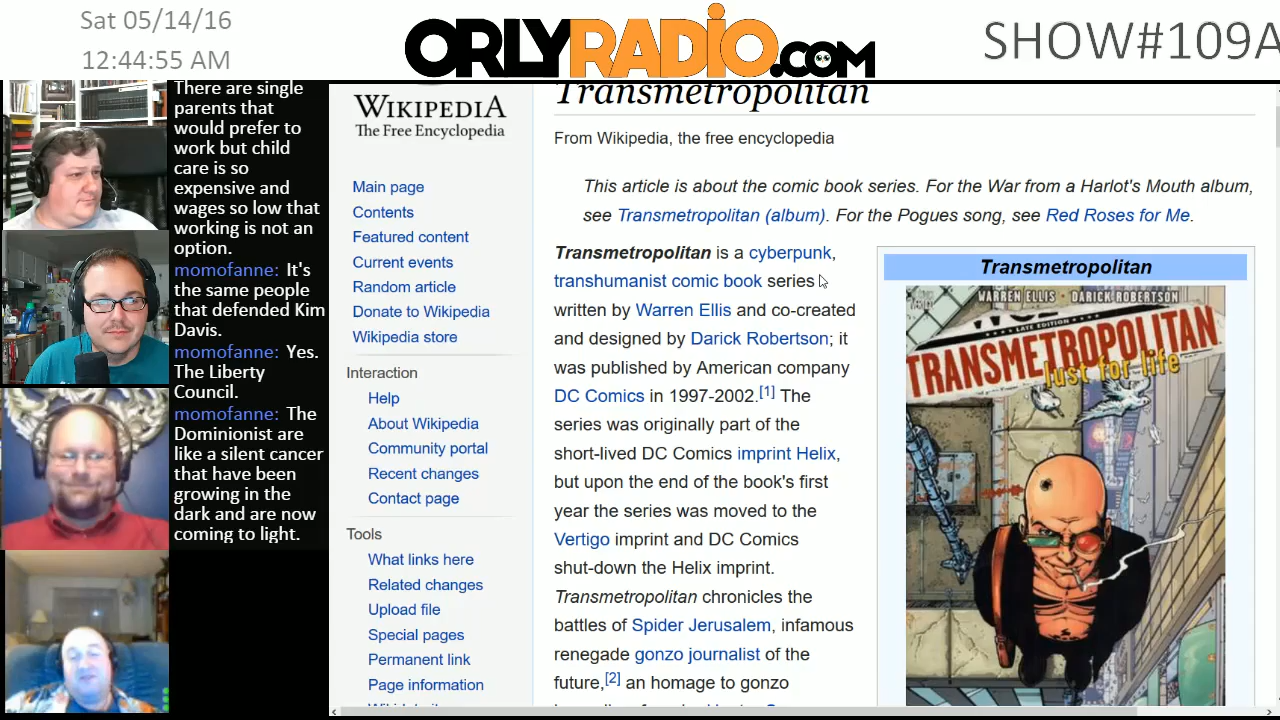 Sat 05/14/16
12:44:55 AM
ORLYRADIO.COM
SHOW#109A
There are single
parents that
would prefer to
work but child
care is so
expensive and
wages so low that
working is not an
option.
momofanne: It's
the same people
that defended Kim
Davis.
momofanne: Yes.
The Liberty
Council.
momofanne: The
Dominionist are
like a silent cancer
that have been
growing in the
dark and are now
coming to light.
WIKIPEDIA
The Free Encyclopedia
Main page
Contents
Featured content
Current events
Random article
Donate to Wikipedia
Wikipedia store
Interaction
Help
About Wikipedia
Community portal
Recent changes
Contact page
Tools
What links here
Related changes
Upload file
Special pages
Permanent link
Page information
Transmetropolitan
From Wikipedia, the free encyclopedia
This article is about the comic book series. For the War from a Harlot's Mouth album,
see Transmetropolitan (album). For the Pogues song, see Red Roses for Me.
Transmetropolitan is a cyberpunk,
transhumanist comic book series
written by Warren Ellis and co-created
and designed by Darick Robertson; it
was published by American company
DC Comics in 1997-2002.[1] The
series was originally part of the
short-lived DC Comics imprint Helix,
but upon the end of the book's first
year the series was moved to the
Vertigo imprint and DC Comics
shut-down the Helix imprint.
Transmetropolitan chronicles the
battles of Spider Jerusalem, infamous
renegade gonzo journalist of the
future,[2] an homage to gonzo
Transmetropolitan
WARREN ELLIS · DARICK ROBERTSON
LATE EDITION
TRANSMETROPOLITAN
lust for life